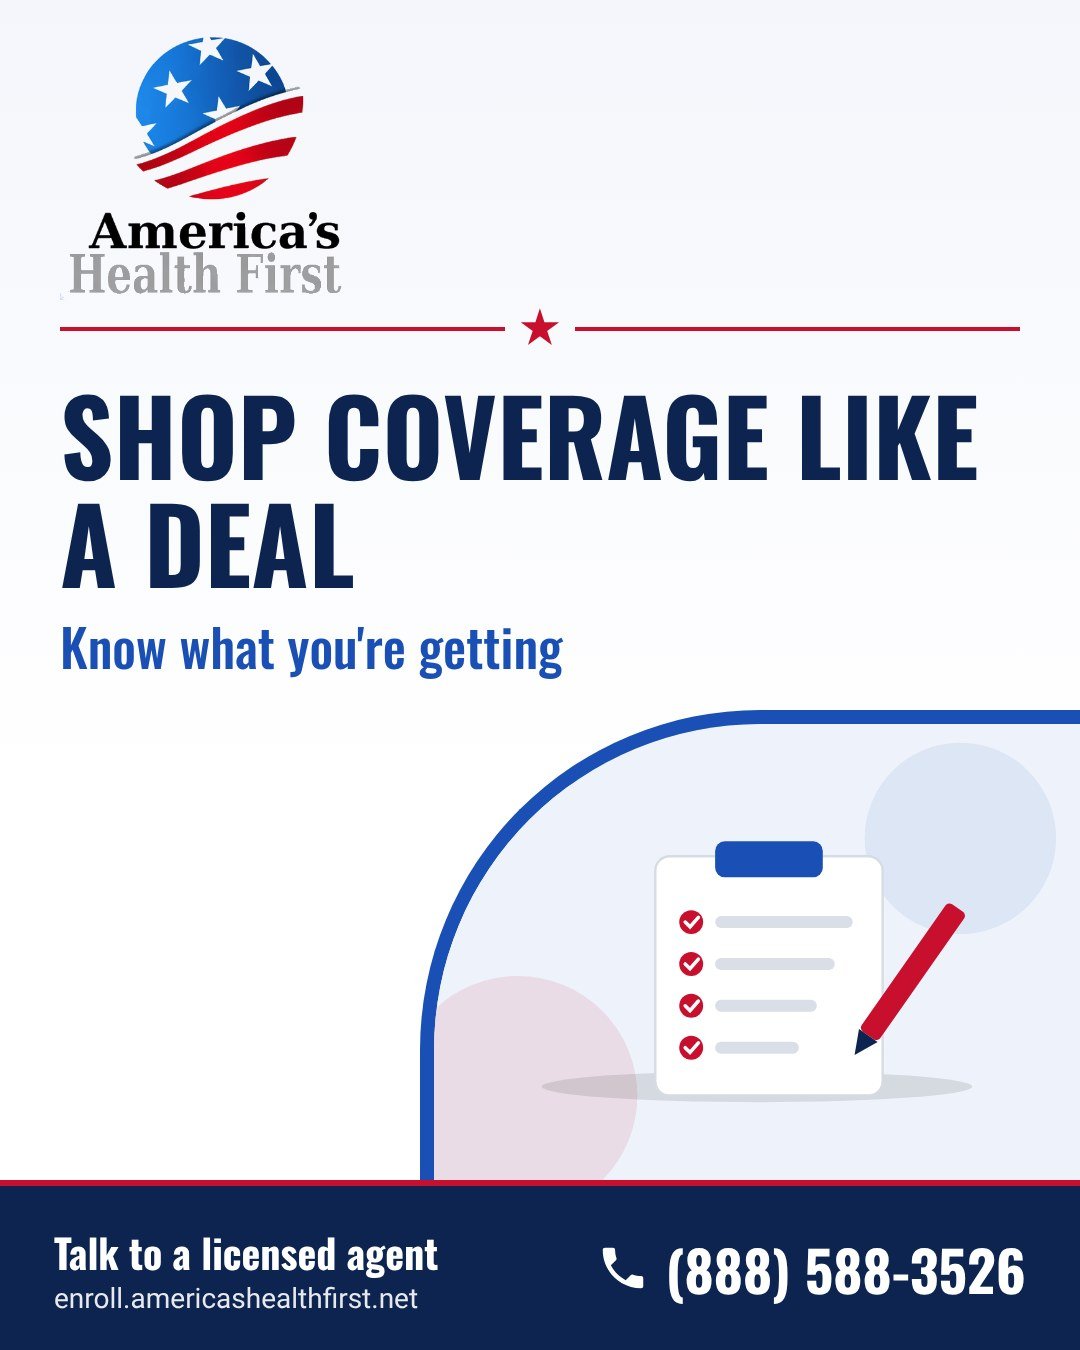 America's
Health First
SHOP COVERAGE LIKE
A DEAL
Know what you're getting
Talk to a licensed agent
enroll.americashealthfirst.net
(888) 588-3526